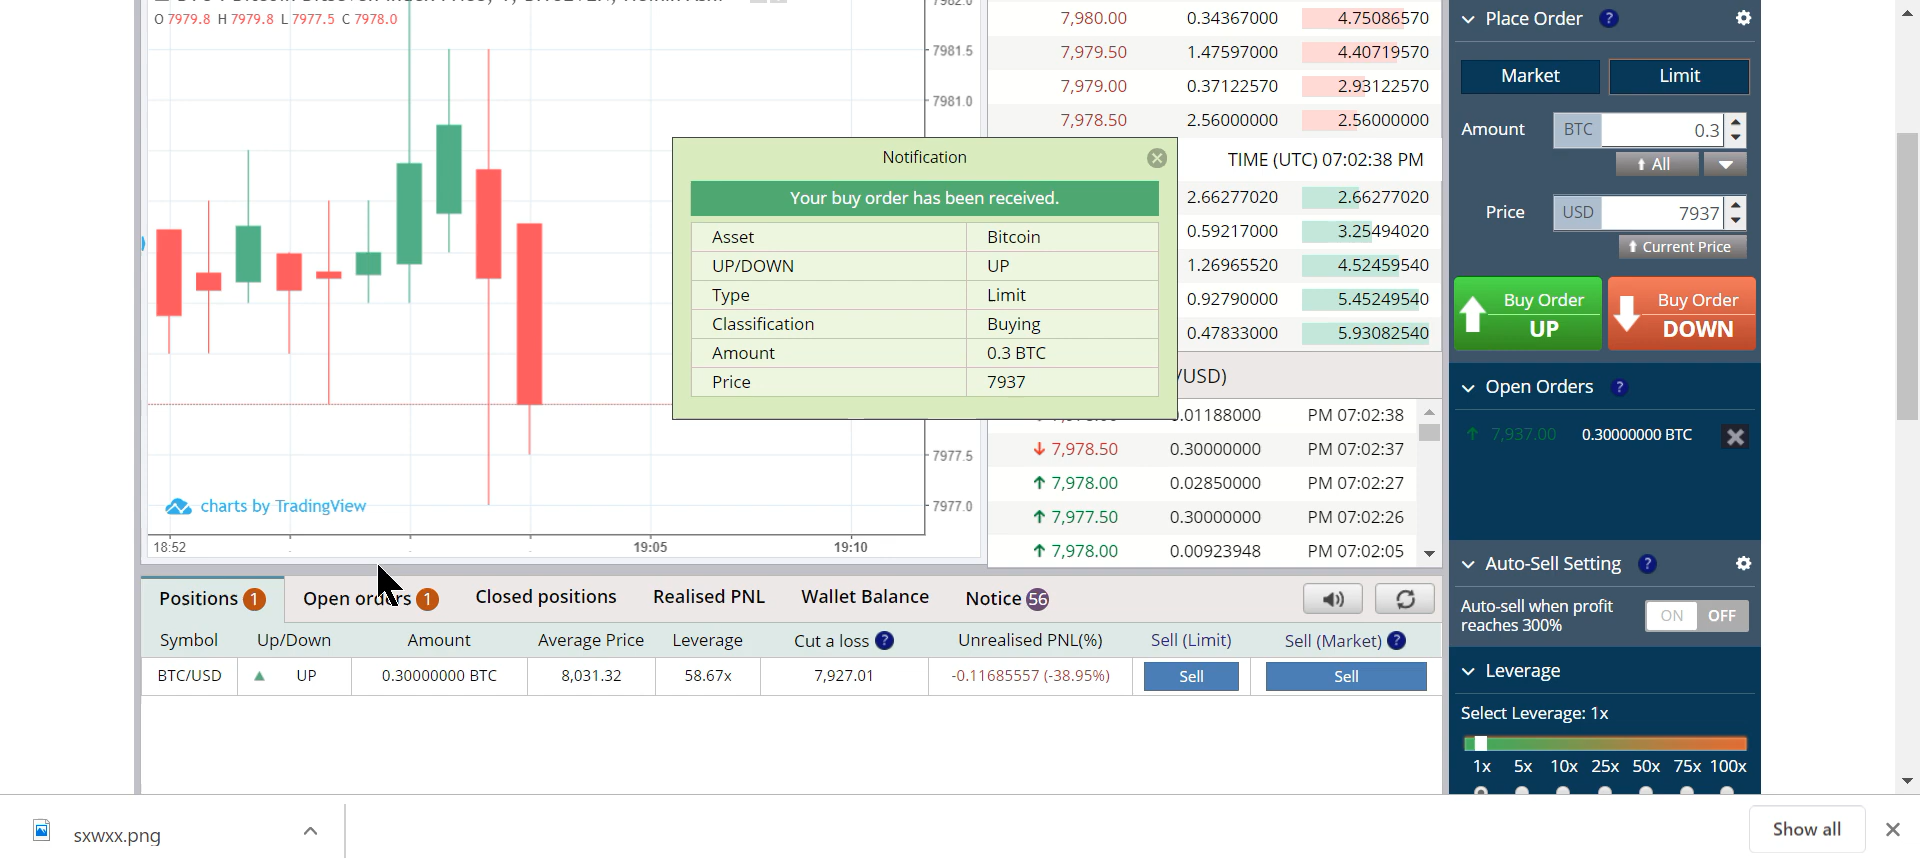 O 7979.8 H 7979.8 L 7977.5 C 7978.0
7981.5
7981.0
7977.5
7977.0
charts by TradingView
18:52 19:05 19:10
7,980.00 0.34367000 4.75086570
7,979.50 1.47597000 4.40719570
7,979.00 0.37122570 2.93122570
7,978.50 2.56000000 2.56000000
TIME (UTC) 07:02:38 PM
2.66277020 2.66277020
0.59217000 3.25494020
1.26965520 4.52459540
0.92790000 5.45249540
0.47833000 5.93082540
/USD)
.01188000 PM 07:02:38
7,978.50 0.30000000 PM 07:02:37
7,978.00 0.02850000 PM 07:02:27
7,977.50 0.30000000 PM 07:02:26
7,978.00 0.00923948 PM 07:02:05
Notification
Your buy order has been received.
Asset Bitcoin
UP/DOWN UP
Type Limit
Classification Buying
Amount 0.3 BTC
Price 7937
Place Order ?
Market Limit
Amount BTC 0.3
All
Price USD 7937
Current Price
Buy Order UP
Buy Order DOWN
Open Orders ?
7,937.00 0.30000000 BTC
Auto-Sell Setting ?
Auto-sell when profit
reaches 300%
ON OFF
Leverage
Select Leverage: 1x
1x 5x 10x 25x 50x 75x 100x
Positions 1 Open orders 1 Closed positions Realised PNL Wallet Balance Notice 56
Symbol Up/Down Amount Average Price Leverage Cut a loss ? Unrealised PNL(%) Sell (Limit) Sell (Market) ?
BTC/USD UP 0.30000000 BTC 8,031.32 58.67x 7,927.01 -0.11685557 (-38.95%) Sell Sell
sxwxx.png Show all